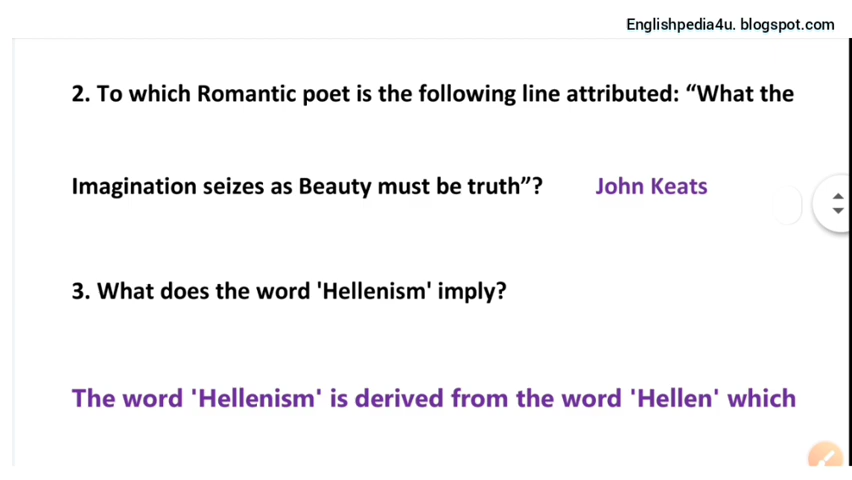 Englishpedia4u. blogspot.com
2. To which Romantic poet is the following line attributed: “What the
Imagination seizes as Beauty must be truth”? John Keats
3. What does the word 'Hellenism' imply?
The word 'Hellenism' is derived from the word 'Hellen' which